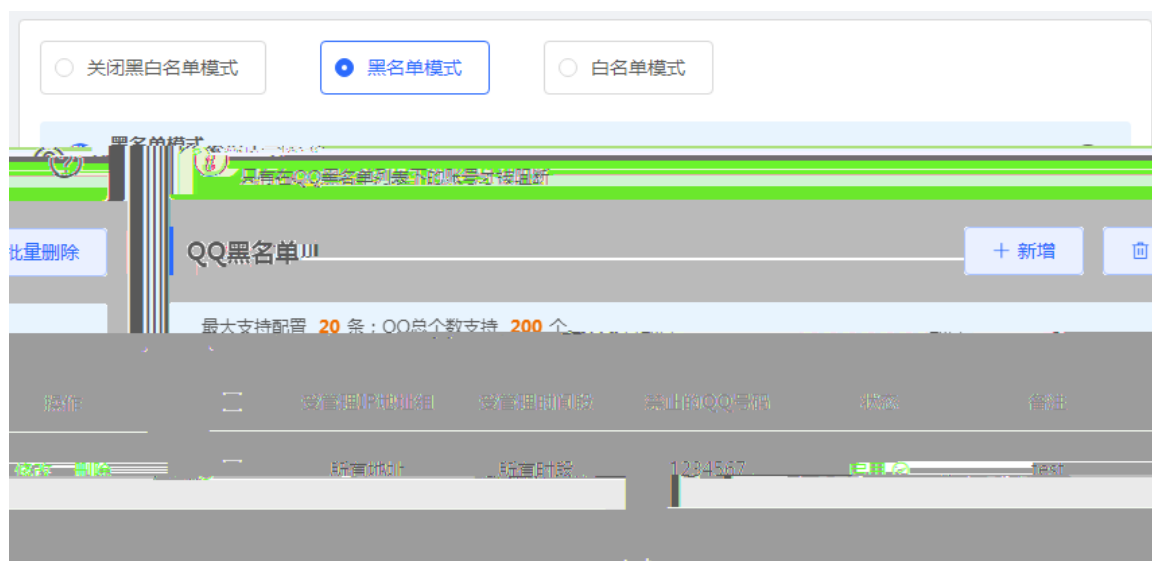 关闭黑白名单模式 黑名单模式 白名单模式
黑名单模式
只有在QQ黑名单列表下的账号才被阻断
批量删除 QQ黑名单 + 新增
最大支持配置 20 条；QQ总个数支持 200 个
操作 受管理IP地址组 受管理时间段 禁止的QQ号码 状态 备注
删除 所有地址 所有时段 1234567 启用 test